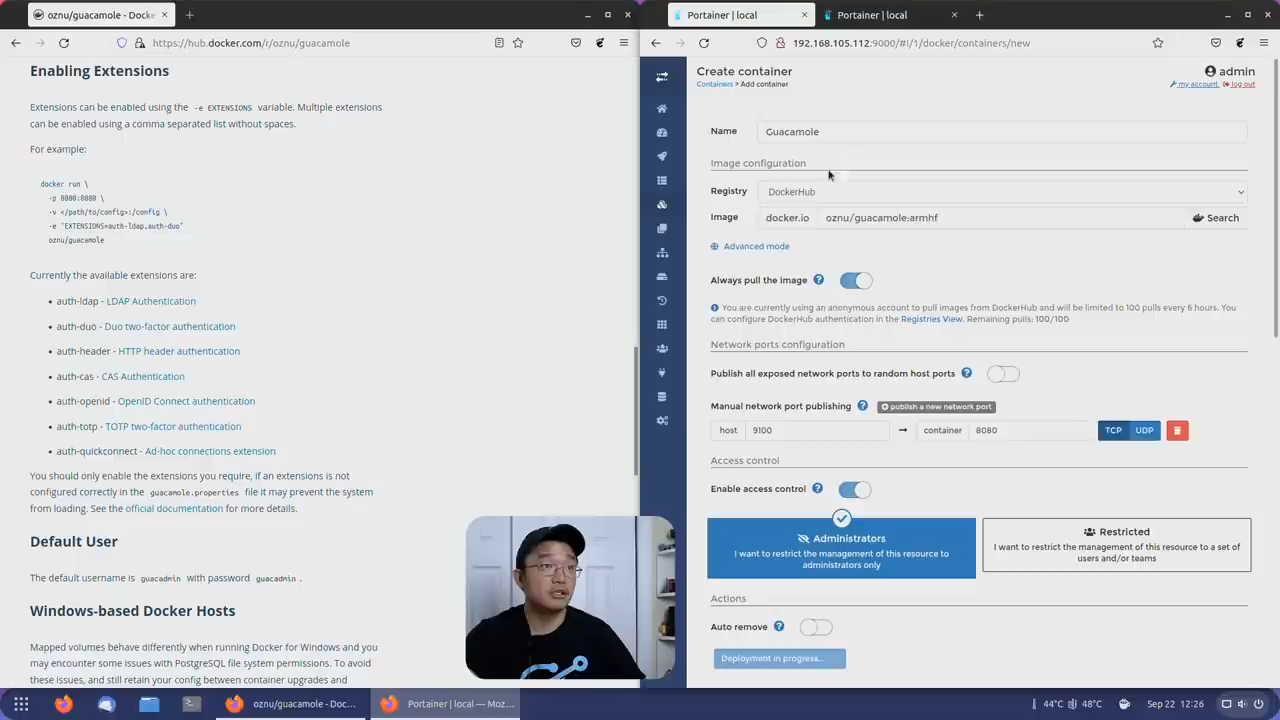 oznu/guacamole - Docke
https://hub.docker.com/r/oznu/guacamole
Enabling Extensions
Extensions can be enabled using the -e EXTENSIONS variable. Multiple extensions
can be enabled using a comma separated list without spaces.
For example:
docker run \
-p 8080:8080 \
-v </path/to/config>:/config \
-e "EXTENSIONS=auth-ldap,auth-duo"
oznu/guacamole
Currently the available extensions are:
auth-ldap - LDAP Authentication
auth-duo - Duo two-factor authentication
auth-header - HTTP header authentication
auth-cas - CAS Authentication
auth-openid - OpenID Connect authentication
auth-totp - TOTP two-factor authentication
auth-quickconnect - Ad-hoc connections extension
You should only enable the extensions you require, if an extensions is not
configured correctly in the guacamole.properties file it may prevent the system
from loading. See the official documentation for more details.
Default User
The default username is guacadmin with password guacadmin .
Windows-based Docker Hosts
Mapped volumes behave differently when running Docker for Windows and you
may encounter some issues with PostgreSQL file system permissions. To avoid
these issues, and still retain your config between container upgrades and
Portainer | local
Portainer | local
192.168.105.112:9000/#!/1/docker/containers/new
Create container
Containers > Add container
admin
my account log out
Name Guacamole
Image configuration
Registry DockerHub
Image docker.io oznu/guacamole:armhf Search
Advanced mode
Always pull the image
You are currently using an anonymous account to pull images from DockerHub and will be limited to 100 pulls every 6 hours. You
can configure DockerHub authentication in the Registries View. Remaining pulls: 100/100
Network ports configuration
Publish all exposed network ports to random host ports
Manual network port publishing publish a new network port
host 9100 → container 8080 TCP UDP
Access control
Enable access control
Administrators
I want to restrict the management of this resource to
administrators only
Restricted
I want to restrict the management of this resource to a set of
users and/or teams
Actions
Auto remove
Deployment in progress...
oznu/guacamole - Doc...
Portainer | local — Moz...
44°C 48°C Sep 22 12:26